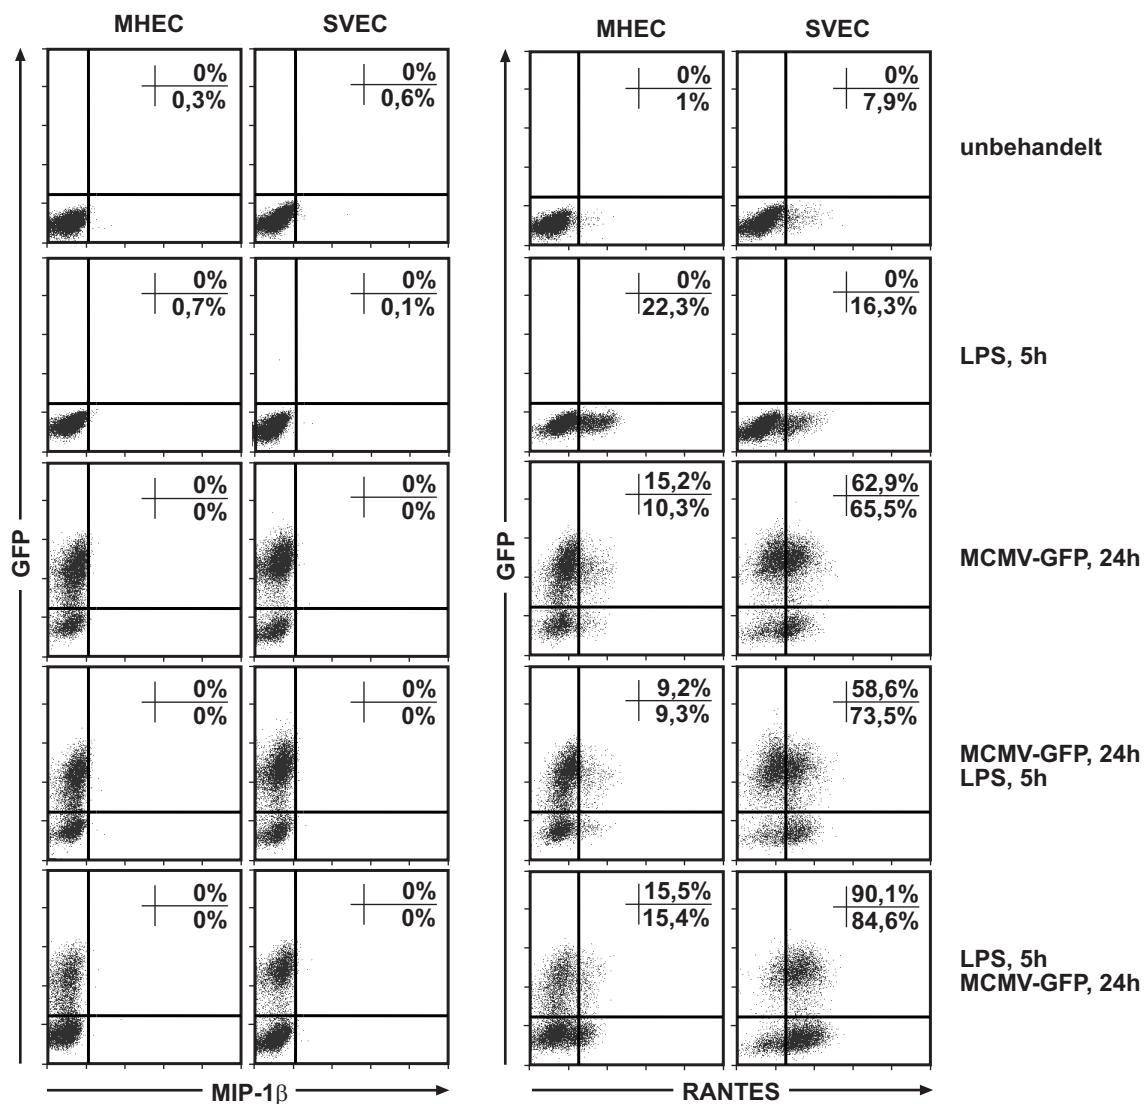 MHEC SVEC MHEC SVEC
0% 0% 0% 0%
0,3% 0,6% 1% 7,9%
unbehandelt
0% 0% 0% 0%
0,7% 0,1% 22,3% 16,3%
LPS, 5h
0% 0% 15,2% 62,9%
0% 0% 10,3% 65,5%
GFP GFP
MCMV-GFP, 24h
0% 0% 9,2% 58,6%
0% 0% 9,3% 73,5%
MCMV-GFP, 24h
LPS, 5h
0% 0% 15,5% 90,1%
0% 0% 15,4% 84,6%
LPS, 5h
MCMV-GFP, 24h
MIP-1β RANTES